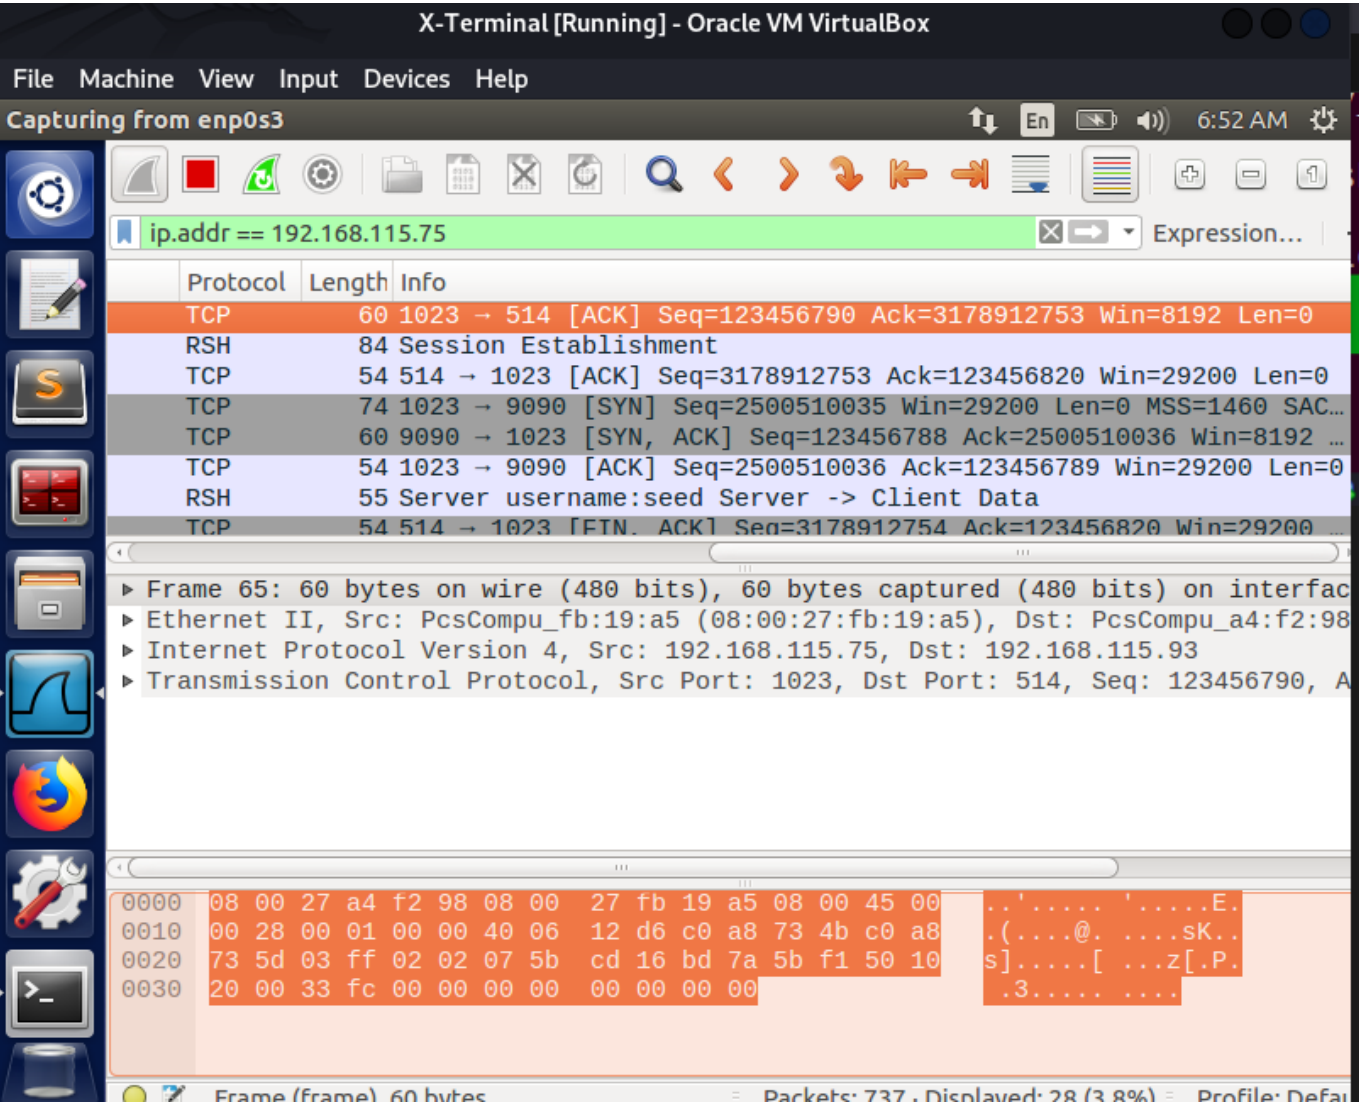 X-Terminal [Running] - Oracle VM VirtualBox
File Machine View Input Devices Help
Capturing from enp0s3 En 6:52 AM
ip.addr == 192.168.115.75 Expression…
Protocol Length Info
TCP 60 1023 → 514 [ACK] Seq=123456790 Ack=3178912753 Win=8192 Len=0
RSH 84 Session Establishment
TCP 54 514 → 1023 [ACK] Seq=3178912753 Ack=123456820 Win=29200 Len=0
TCP 74 1023 → 9090 [SYN] Seq=2500510035 Win=29200 Len=0 MSS=1460 SAC…
TCP 60 9090 → 1023 [SYN, ACK] Seq=123456788 Ack=2500510036 Win=8192 …
TCP 54 1023 → 9090 [ACK] Seq=2500510036 Ack=123456789 Win=29200 Len=0
RSH 55 Server username:seed Server -> Client Data
TCP 54 514 → 1023 [FIN, ACK] Seq=3178912754 Ack=123456820 Win=29200 …
Frame 65: 60 bytes on wire (480 bits), 60 bytes captured (480 bits) on interfac
Ethernet II, Src: PcsCompu_fb:19:a5 (08:00:27:fb:19:a5), Dst: PcsCompu_a4:f2:98
Internet Protocol Version 4, Src: 192.168.115.75, Dst: 192.168.115.93
Transmission Control Protocol, Src Port: 1023, Dst Port: 514, Seq: 123456790, A
0000 08 00 27 a4 f2 98 08 00 27 fb 19 a5 08 00 45 00 ..'..... '.....E.
0010 00 28 00 01 00 00 40 06 12 d6 c0 a8 73 4b c0 a8 .(....@. ....sK..
0020 73 5d 03 ff 02 02 07 5b cd 16 bd 7a 5b f1 50 10 s].....[ ...z[.P.
0030 20 00 33 fc 00 00 00 00 00 00 00 00 .3..... ....
Frame (frame), 60 bytes Packets: 737 · Displayed: 28 (3.8%) Profile: Defau